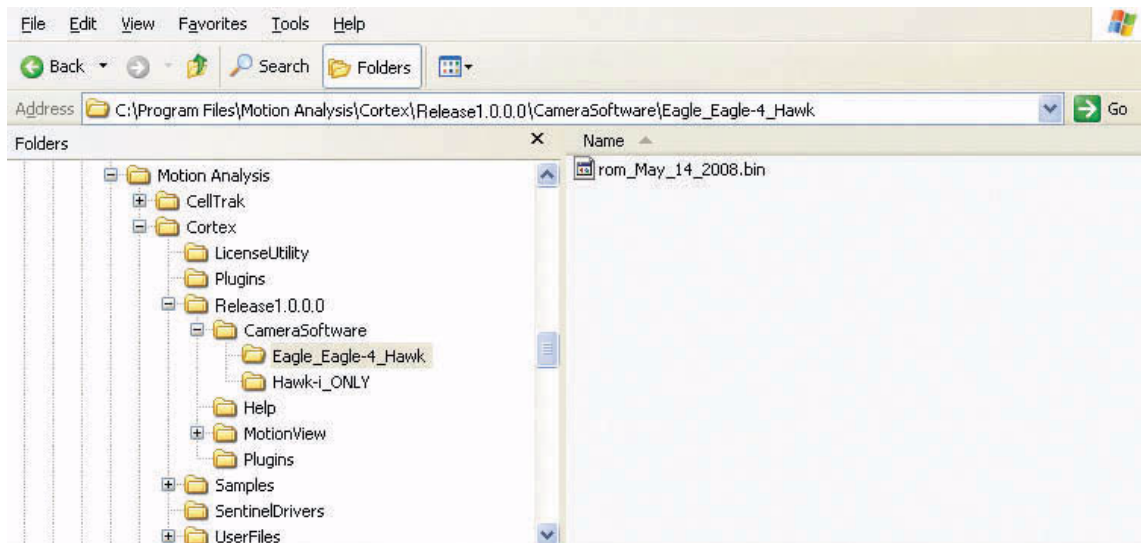 File Edit View Favorites Tools Help
Back Search Folders
Address C:\Program Files\Motion Analysis\Cortex\Release1.0.0.0\CameraSoftware\Eagle_Eagle-4_Hawk Go
Folders x
Name
Motion Analysis
CellTrak
Cortex
LicenseUtility
Plugins
Release1.0.0.0
CameraSoftware
Eagle_Eagle-4_Hawk
Hawk-i_ONLY
Help
MotionView
Plugins
Samples
SentinelDrivers
UserFiles
rom_May_14_2008.bin